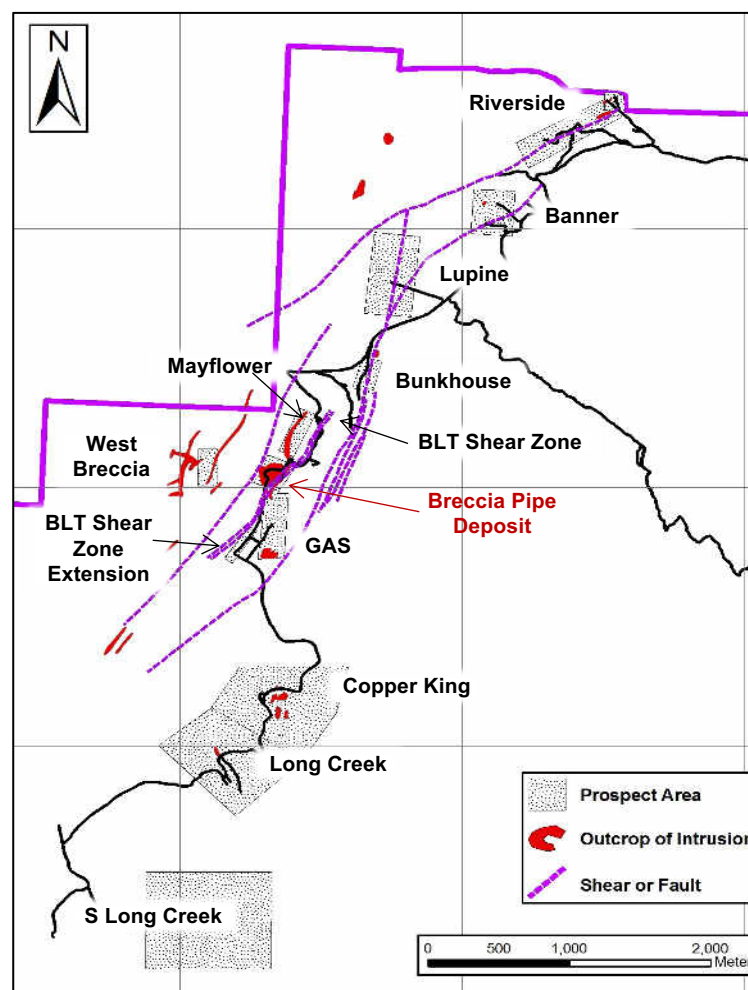 N
Riverside
Banner
Lupine
Mayflower
Bunkhouse
West
Breccia
BLT Shear Zone
Breccia Pipe
Deposit
BLT Shear
Zone
Extension
GAS
Copper King
Long Creek
S Long Creek
Prospect Area
Outcrop of Intrusion
Shear or Fault
0 500 1,000 2,000
Mete